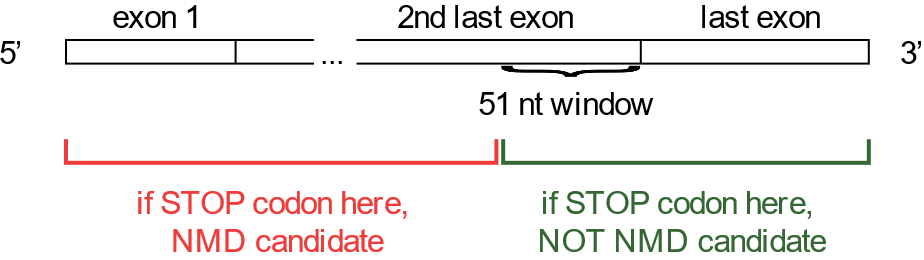 exon 1 2nd last exon last exon
5’ ... 3’
51 nt window
if STOP codon here,
NMD candidate
if STOP codon here,
NOT NMD candidate